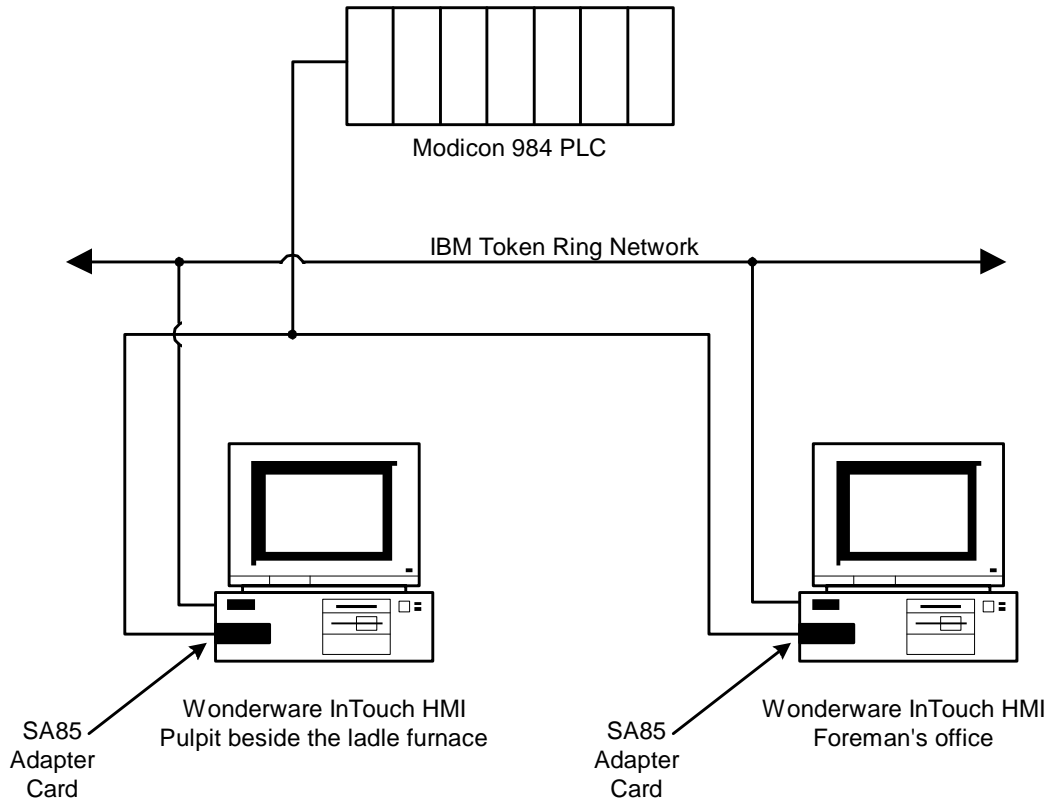 Modicon 984 PLC
IBM Token Ring Network
Wonderware InTouch HMI
Pulpit beside the ladle furnace
SA85
Adapter
Card
Wonderware InTouch HMI
Foreman's office
SA85
Adapter
Card